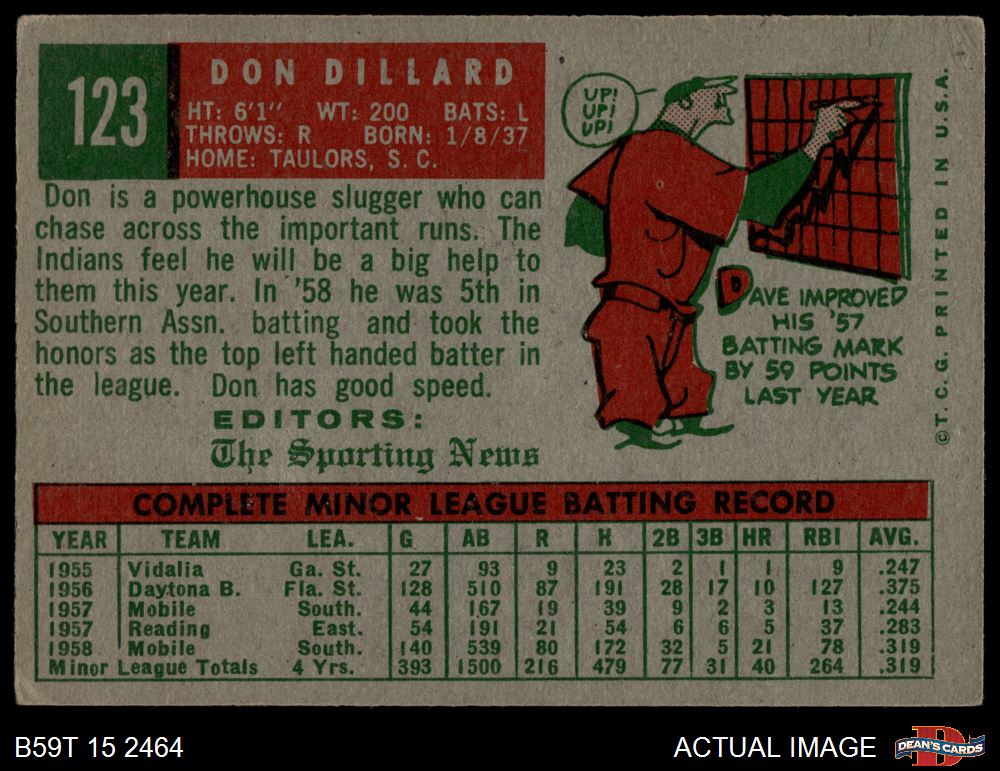 123
DON DILLARD
HT: 6'1" WT: 200 BATS: L
THROWS: R BORN: 1/8/37
HOME: TAULORS, S. C.
Don is a powerhouse slugger who can
chase across the important runs. The
Indians feel he will be a big help to
them this year. In '58 he was 5th in
Southern Assn. batting and took the
honors as the top left handed batter in
the league. Don has good speed.
EDITORS:
The Sporting News
UP!
UP!
UP!
DAVE IMPROVED
HIS '57
BATTING MARK
BY 59 POINTS
LAST YEAR
© T. C. G. PRINTED IN U.S.A.
COMPLETE MINOR LEAGUE BATTING RECORD
YEAR TEAM LEA. G AB R H 2B 3B HR RBI AVG.
1955 Vidalia Ga. St. 27 93 9 23 2 1 1 9 .247
1956 Daytona B. Fla. St. 128 510 87 191 28 17 10 127 .375
1957 Mobile South. 44 167 19 39 9 2 3 13 .244
1957 Reading East. 54 191 21 54 6 6 5 37 .283
1958 Mobile South. 140 539 80 172 32 5 21 78 .319
Minor League Totals 4 Yrs. 393 1500 216 479 77 31 40 264 .319
B59T 15 2464
ACTUAL IMAGE
D
DEAN'S CARDS